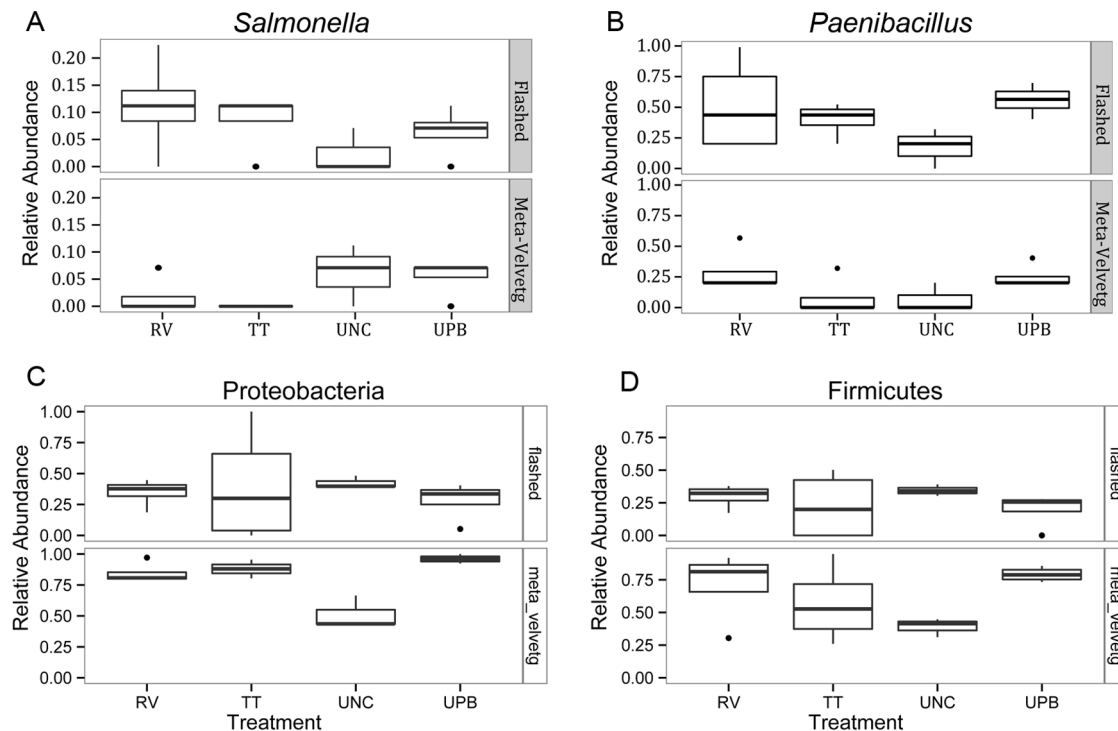 A
Salmonella
B
Paenibacillus
Relative Abundance
0.20
0.15
0.10
0.05
0.00
Flashed
0.20
0.15
0.10
0.05
0.00
Meta-Velvetg
RV TT UNC UPB
Relative Abundance
1.00
0.75
0.50
0.25
0.00
Flashed
1.00
0.75
0.50
0.25
0.00
Meta-Velvetg
RV TT UNC UPB
C
Proteobacteria
D
Firmicutes
Relative Abundance
1.00
0.75
0.50
0.25
0.00
flashed
1.00
0.75
0.50
0.25
0.00
meta_velvetg
RV TT UNC UPB
Treatment
Relative Abundance
0.75
0.50
0.25
0.00
flashed
0.75
0.50
0.25
0.00
meta_velvetg
RV TT UNC UPB
Treatment